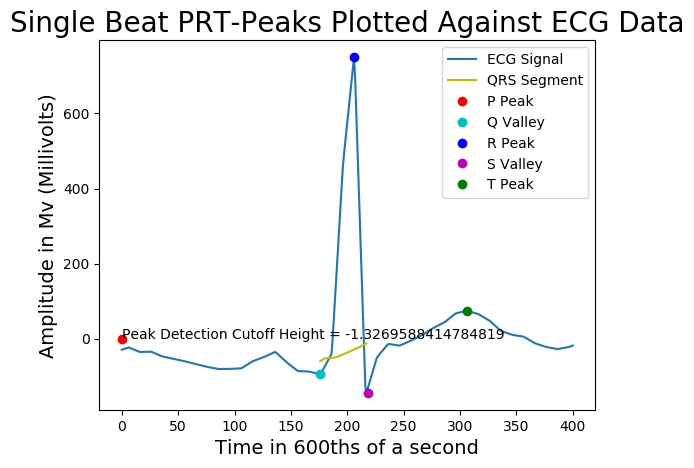 Single Beat PRT-Peaks Plotted Against ECG Data
Amplitude in Mv (Millivolts)
600
400
200
0
ECG Signal
QRS Segment
P Peak
Q Valley
R Peak
S Valley
T Peak
Peak Detection Cutoff Height = -1.3269588414784819
0 50 100 150 200 250 300 350 400
Time in 600ths of a second